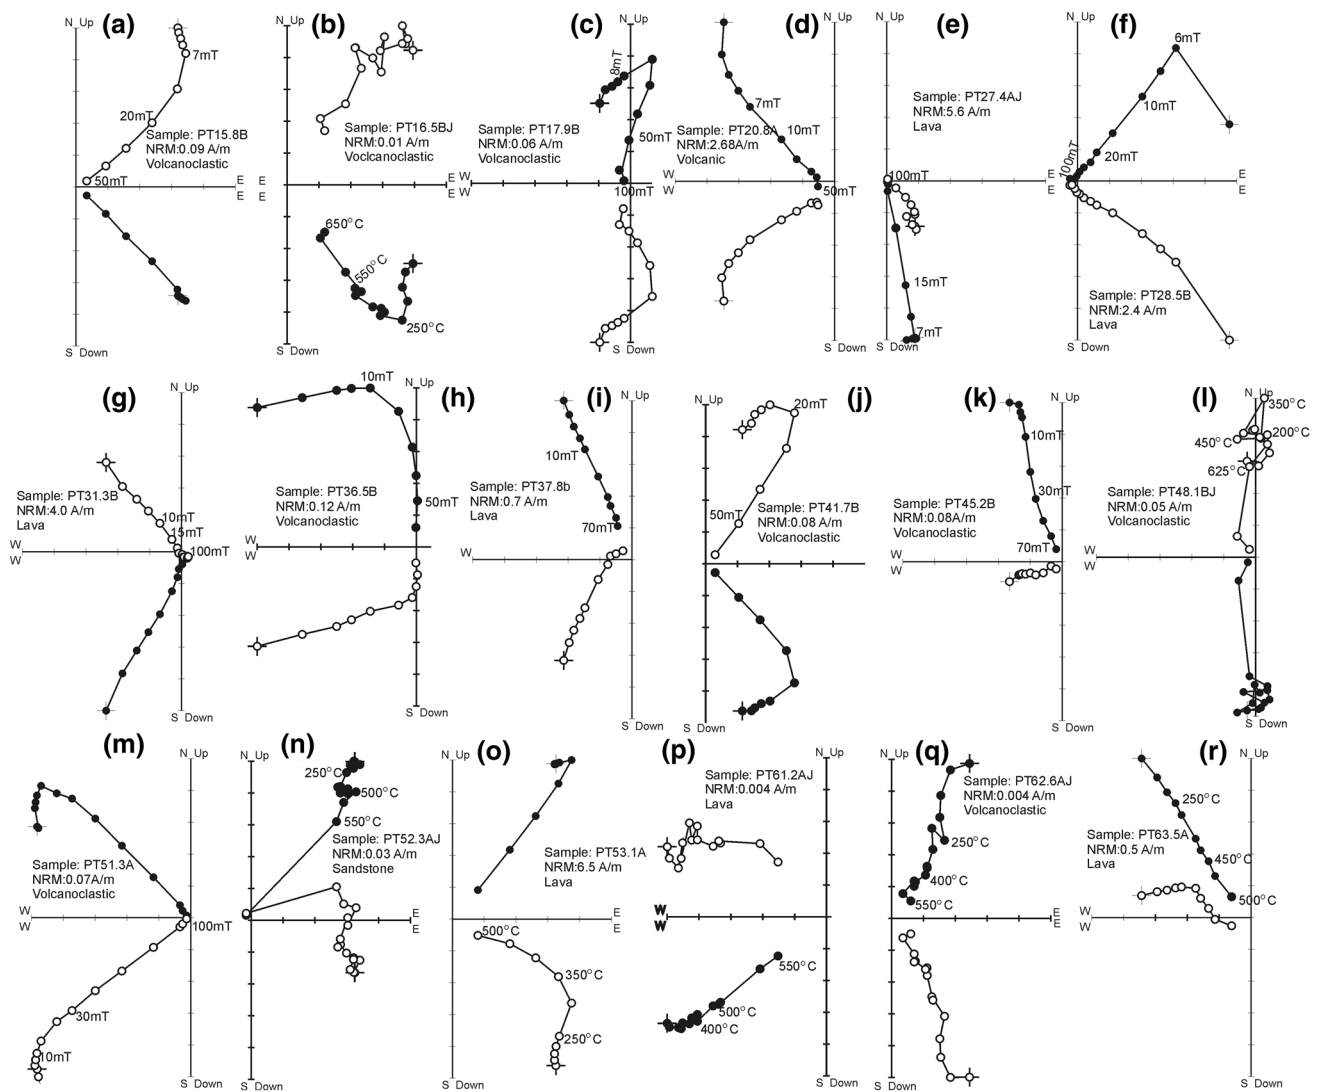 (a)
N Up
7mT
20mT
Sample: PT15.8B
NRM:0.09 A/m
Volcanoclastic
50mT
E
E
S Down
(b)
N Up
Sample: PT16.5BJ
NRM:0.01 A/m
Voclcanoclastic
E
E
E
E
650°C
550°C
250°C
S Down
(c)
N Up
8mT
Sample: PT17.9B
NRM:0.06 A/m
Volcanoclastic
50mT
W
W
100mT
S Down
(d)
N Up
7mT
10mT
Sample: PT20.8A
NRM:2.68A/m
Volcanic
W
W
50mT
S Down
(e)
N Up
Sample: PT27.4AJ
NRM:5.6 A/m
Lava
100mT
E
E
15mT
7mT
S Down
(f)
N Up
6mT
10mT
20mT
100mT
E
E
Sample: PT28.5B
NRM:2.4 A/m
Lava
S Down
(g)
N Up
Sample: PT31.3B
NRM:4.0 A/m
Lava
10mT
15mT
W
W
100mT
S Down
(h)
N Up
10mT
Sample: PT36.5B
NRM:0.12 A/m
Volcanoclastic
50mT
W
W
S Down
(i)
N Up
10mT
Sample: PT37.8b
NRM:0.7 A/m
Lava
70mT
W
S Down
(j)
N Up
20mT
50mT
Sample: PT41.7B
NRM:0.08 A/m
Volcanoclastic
S Down
(k)
N Up
10mT
Sample: PT45.2B
NRM:0.08A/m
Volcanoclastic
30mT
70mT
W
W
S Down
(l)
N Up
350°C
200°C
450°C
625°C
Sample: PT48.1BJ
NRM:0.05 A/m
Volcanoclastic
W
W
S Down
(m)
N Up
Sample: PT51.3A
NRM:0.07A/m
Volcanoclastic
W
W
100mT
30mT
10mT
S Down
(n)
N Up
250°C
500°C
550°C
Sample: PT52.3AJ
NRM:0.03 A/m
Sandstone
E
E
S Down
(o)
N Up
Sample: PT53.1A
NRM:6.5 A/m
Lava
E
E
500°C
350°C
250°C
S Down
(p)
N Up
Sample: PT61.2AJ
NRM:0.004 A/m
Lava
W
W
550°C
500°C
400°C
S Down
(q)
N Up
Sample: PT62.6AJ
NRM:0.004 A/m
Volcanoclastic
250°C
400°C
550°C
E
E
S Down
(r)
N Up
250°C
Sample: PT63.5A
NRM:0.5 A/m
Lava
450°C
500°C
W
W
S Down